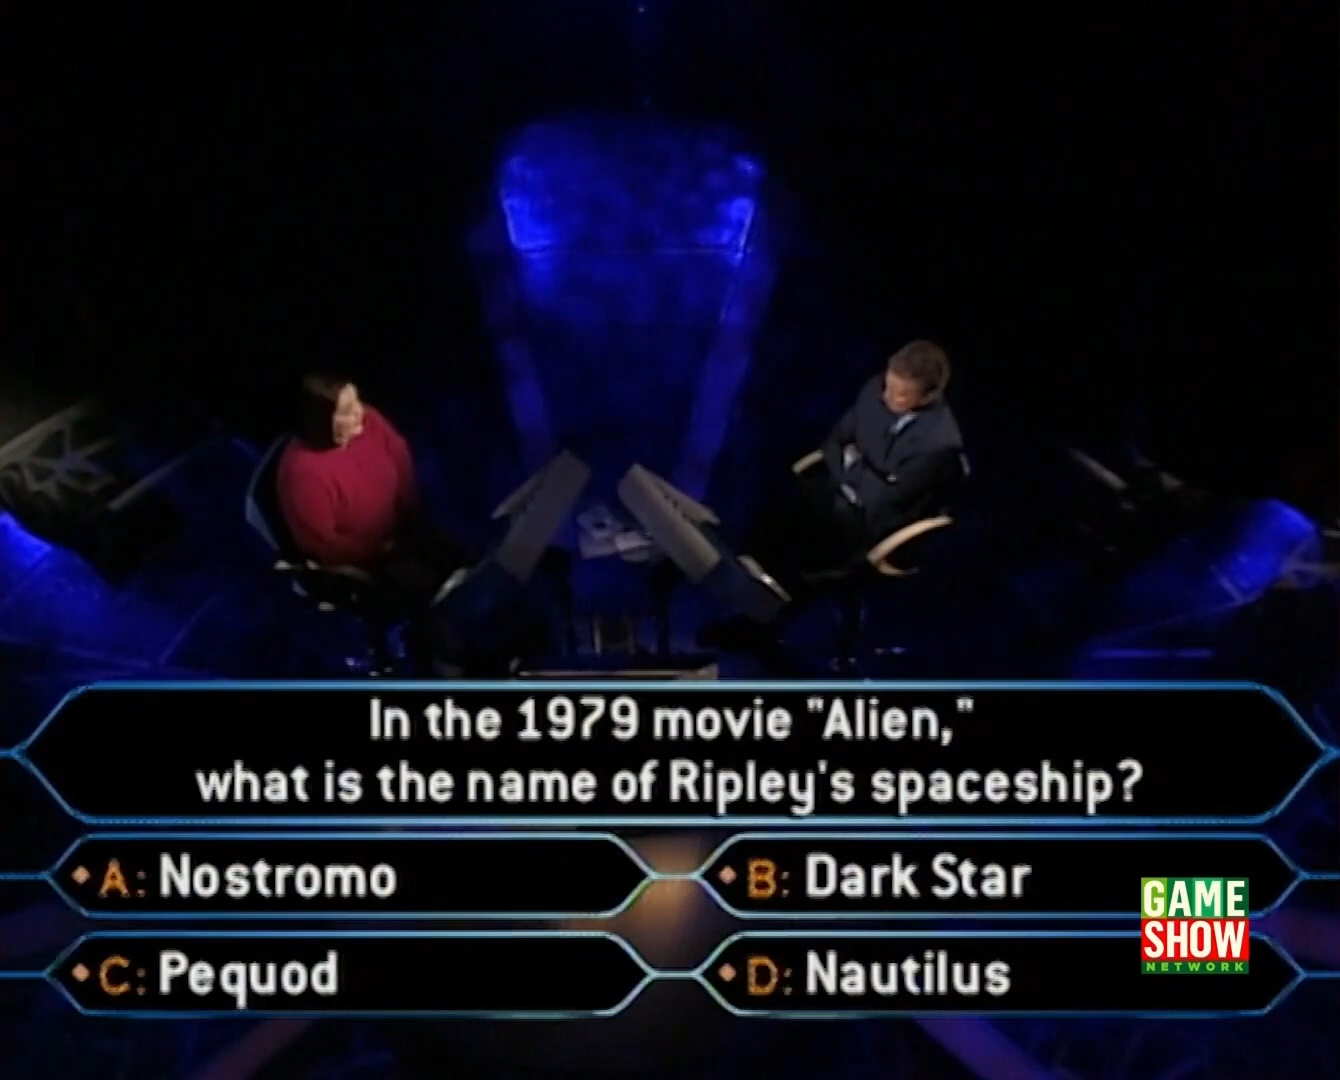 In the 1979 movie "Alien,"
what is the name of Ripley's spaceship?
A: Nostromo
B: Dark Star
C: Pequod
D: Nautilus
GAME
SHOW
NETWORK